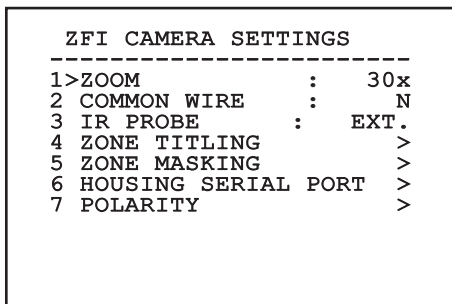 ZFI CAMERA SETTINGS
--------------------------
1>ZOOM : 30x
2 COMMON WIRE : N
3 IR PROBE : EXT.
4 ZONE TITLING >
5 ZONE MASKING >
6 HOUSING SERIAL PORT >
7 POLARITY >